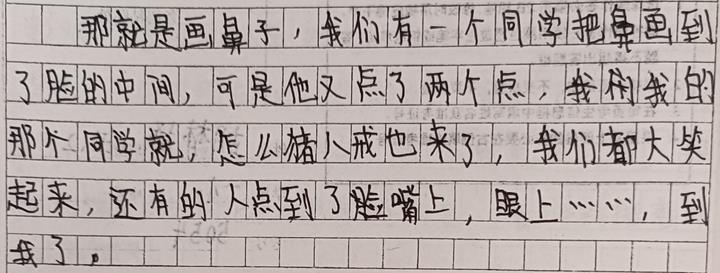 那就是画鼻子，我们有一个同学把鼻画到
了脸的中间，可是他又点了两个点，我们我的
那个同学就，怎么猪八戒也来了，我们都大笑
起来，还有的人点到了脸嘴上，眼上……，到
我了。